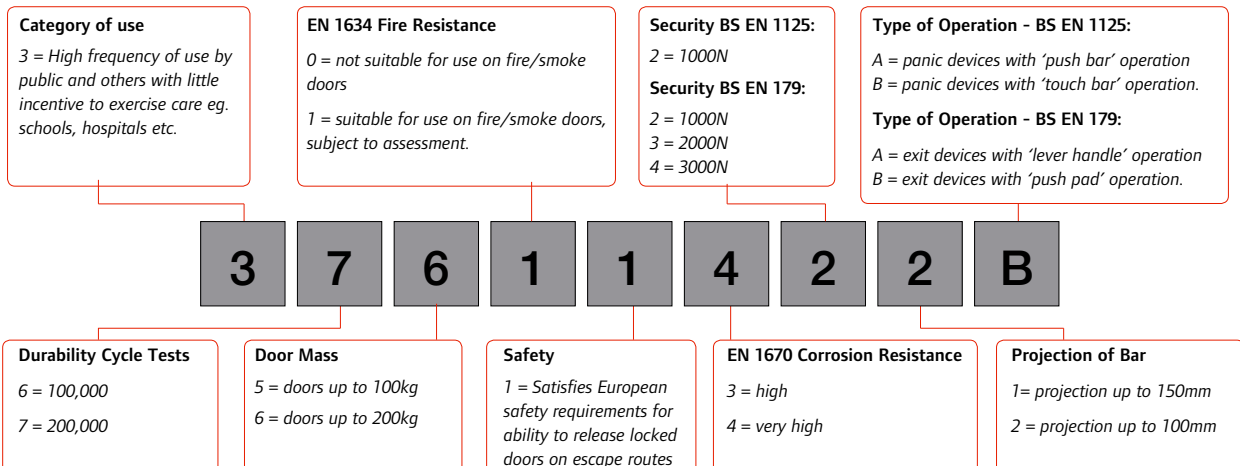 Category of use
3 = High frequency of use by
public and others with little
incentive to exercise care eg.
schools, hospitals etc.
EN 1634 Fire Resistance
0 = not suitable for use on fire/smoke
doors
1 = suitable for use on fire/smoke doors,
subject to assessment.
Security BS EN 1125:
2 = 1000N
Security BS EN 179:
2 = 1000N
3 = 2000N
4 = 3000N
Type of Operation - BS EN 1125:
A = panic devices with ‘push bar’ operation
B = panic devices with ‘touch bar’ operation.
Type of Operation - BS EN 179:
A = exit devices with ‘lever handle’ operation
B = exit devices with ‘push pad’ operation.
3 7 6 1 1 4 2 2 B
Durability Cycle Tests
6 = 100,000
7 = 200,000
Door Mass
5 = doors up to 100kg
6 = doors up to 200kg
Safety
1 = Satisfies European
safety requirements for
ability to release locked
doors on escape routes
EN 1670 Corrosion Resistance
3 = high
4 = very high
Projection of Bar
1= projection up to 150mm
2 = projection up to 100mm